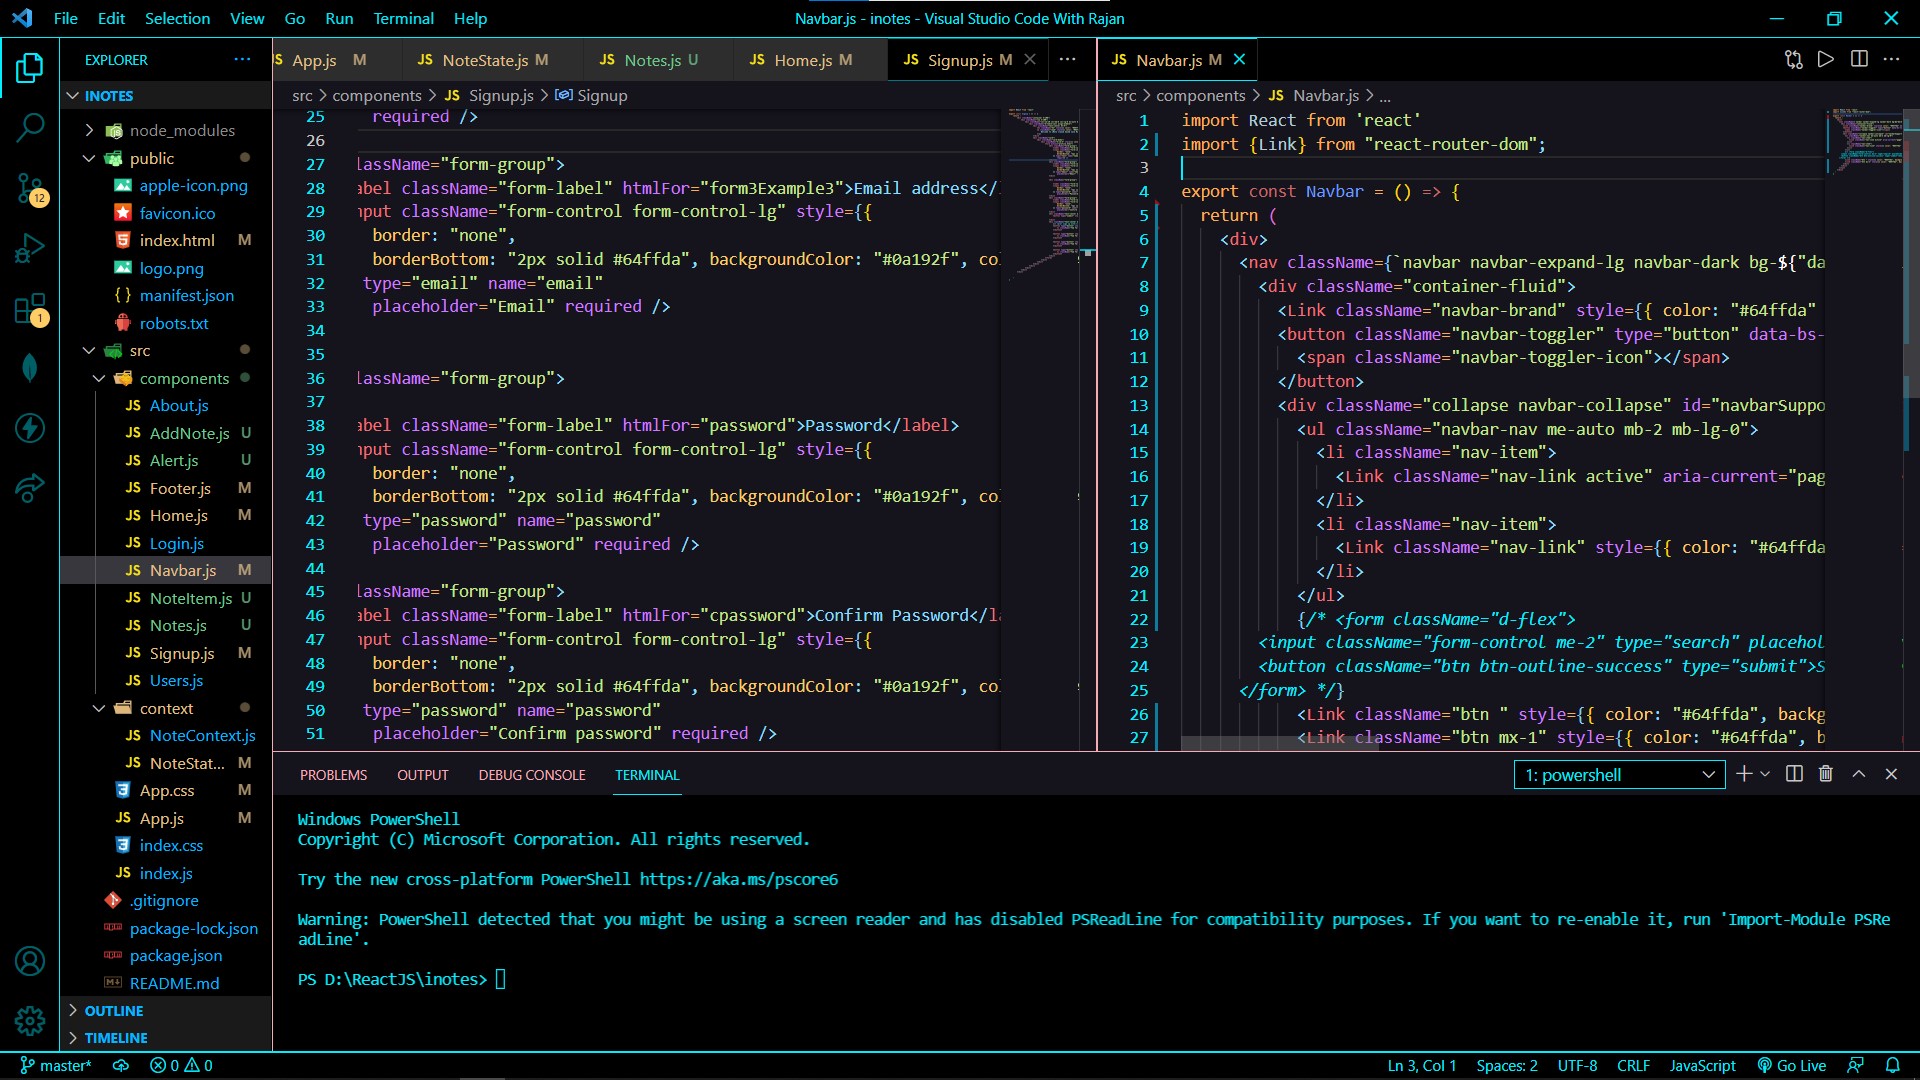 File Edit Selection View Go Run Terminal Help
Navbar.js - inotes - Visual Studio Code With Rajan
EXPLORER
INOTES
node_modules
public
apple-icon.png
favicon.ico
index.html M
logo.png
manifest.json
robots.txt
src
components
JS About.js
JS AddNote.js U
JS Alert.js U
JS Footer.js M
JS Home.js M
JS Login.js
JS Navbar.js M
JS NoteItem.js U
JS Notes.js U
JS Signup.js M
JS Users.js
context
JS NoteContext.js
JS NoteStat... M
App.css M
JS App.js M
index.css
JS index.js
.gitignore
package-lock.json
package.json
README.md
OUTLINE
TIMELINE
12
1
JS App.js M JS NoteState.js M JS Notes.js U JS Home.js M JS Signup.js M
src > components > JS Signup.js > Signup
25 required />
26
27 lassName="form-group">
28 abel className="form-label" htmlFor="form3Example3">Email address</
29 nput className="form-control form-control-lg" style={{
30 border: "none",
31 borderBottom: "2px solid #64ffda", backgroundColor: "#0a192f", co
32 type="email" name="email"
33 placeholder="Email" required />
34
35
36 lassName="form-group">
37
38 abel className="form-label" htmlFor="password">Password</label>
39 nput className="form-control form-control-lg" style={{
40 border: "none",
41 borderBottom: "2px solid #64ffda", backgroundColor: "#0a192f", co
42 type="password" name="password"
43 placeholder="Password" required />
44
45 lassName="form-group">
46 abel className="form-label" htmlFor="cpassword">Confirm Password</la
47 nput className="form-control form-control-lg" style={{
48 border: "none",
49 borderBottom: "2px solid #64ffda", backgroundColor: "#0a192f", co
50 type="password" name="password"
51 placeholder="Confirm password" required />
JS Navbar.js M
src > components > JS Navbar.js > ...
1 import React from 'react'
2 import {Link} from "react-router-dom";
3
4 export const Navbar = () => {
5 return (
6 <div>
7 <nav className={`navbar navbar-expand-lg navbar-dark bg-${"da
8 <div className="container-fluid">
9 <Link className="navbar-brand" style={{ color: "#64ffda"
10 <button className="navbar-toggler" type="button" data-bs-
11 <span className="navbar-toggler-icon"></span>
12 </button>
13 <div className="collapse navbar-collapse" id="navbarSuppo
14 <ul className="navbar-nav me-auto mb-2 mb-lg-0">
15 <li className="nav-item">
16 <Link className="nav-link active" aria-current="pag
17 </li>
18 <li className="nav-item">
19 <Link className="nav-link" style={{ color: "#64ffda
20 </li>
21 </ul>
22 {/* <form className="d-flex">
23 <input className="form-control me-2" type="search" placehol
24 <button className="btn btn-outline-success" type="submit">S
25 </form> */}
26 <Link className="btn " style={{ color: "#64ffda", backg
27 <Link className="btn mx-1" style={{ color: "#64ffda", b
PROBLEMS OUTPUT DEBUG CONSOLE TERMINAL
1: powershell
Windows PowerShell
Copyright (C) Microsoft Corporation. All rights reserved.
Try the new cross-platform PowerShell https://aka.ms/pscore6
Warning: PowerShell detected that you might be using a screen reader and has disabled PSReadLine for compatibility purposes. If you want to re-enable it, run 'Import-Module PSRe
adLine'.
PS D:\ReactJS\inotes>
master* 0 0
Ln 3, Col 1 Spaces: 2 UTF-8 CRLF JavaScript Go Live